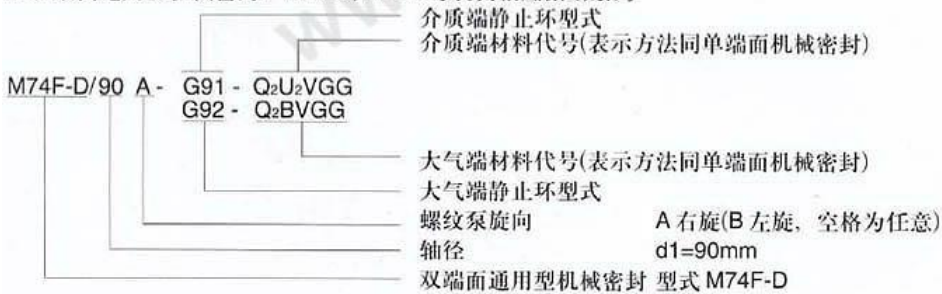 介质端静止环型式
介质端材料代号(表示方法同单端面机械密封)
M74F-D/90 A - G91 - Q₂U₂VGG
G92 - Q₂BVGG
大气端材料代号(表示方法同单端面机械密封)
大气端静止环型式
螺纹泵旋向 A 右旋(B 左旋, 空格为任意)
轴径 d1=90mm
双端面通用型机械密封 型式 M74F-D